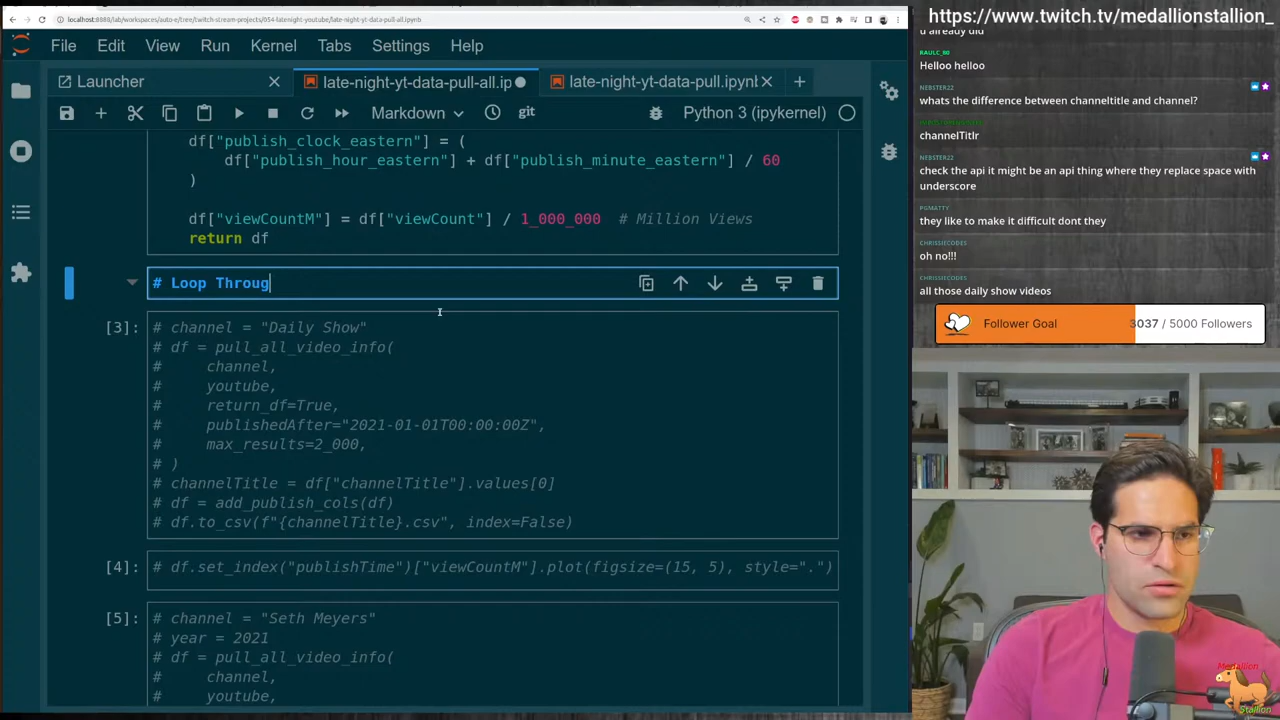 localhost:8888/lab/workspaces/auto-e/tree/twitch-stream-projects/054-latenight-youtube/late-night-yt-data-pull-all.ipynb
File Edit View Run Kernel Tabs Settings Help
Launcher
late-night-yt-data-pull-all.ip
late-night-yt-data-pull.ipynb
Markdown
git
Python 3 (ipykernel)
df["publish_clock_eastern"] = (
df["publish_hour_eastern"] + df["publish_minute_eastern"] / 60
)
df["viewCountM"] = df["viewCount"] / 1_000_000 # Million Views
return df
# Loop Throug
[3]:
# channel = "Daily Show"
# df = pull_all_video_info(
# channel,
# youtube,
# return_df=True,
# publishedAfter="2021-01-01T00:00:00Z",
# max_results=2_000,
# )
# channelTitle = df["channelTitle"].values[0]
# df = add_publish_cols(df)
# df.to_csv(f"{channelTitle}.csv", index=False)
[4]:
# df.set_index("publishTime")["viewCountM"].plot(figsize=(15, 5), style=".")
[5]:
# channel = "Seth Meyers"
# year = 2021
# df = pull_all_video_info(
# channel,
# youtube,
https://www.twitch.tv/medallionstallion_
u already did
RAULC_80
Helloo helloo
NEBSTER22
whats the difference between channeltitle and channel?
channelTitlr
NEBSTER22
check the api it might be an api thing where they replace space with
underscore
PGMATTY
they like to make it difficult dont they
CHRISSIECODES
oh no!!!
CHRISSIECODES
all those daily show videos
Follower Goal
3037 / 5000 Followers
Medallion
Stallion